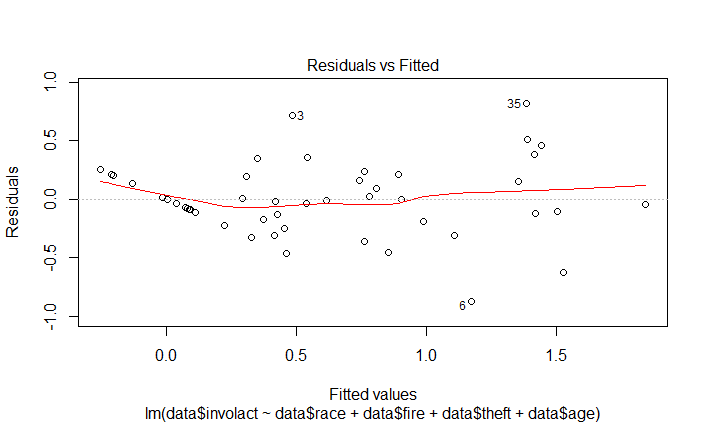 Residuals vs Fitted
Residuals
1.0
0.5
0.0
-0.5
-1.0
3
35
6
0.0 0.5 1.0 1.5
Fitted values
lm(data$involact ~ data$race + data$fire + data$theft + data$age)